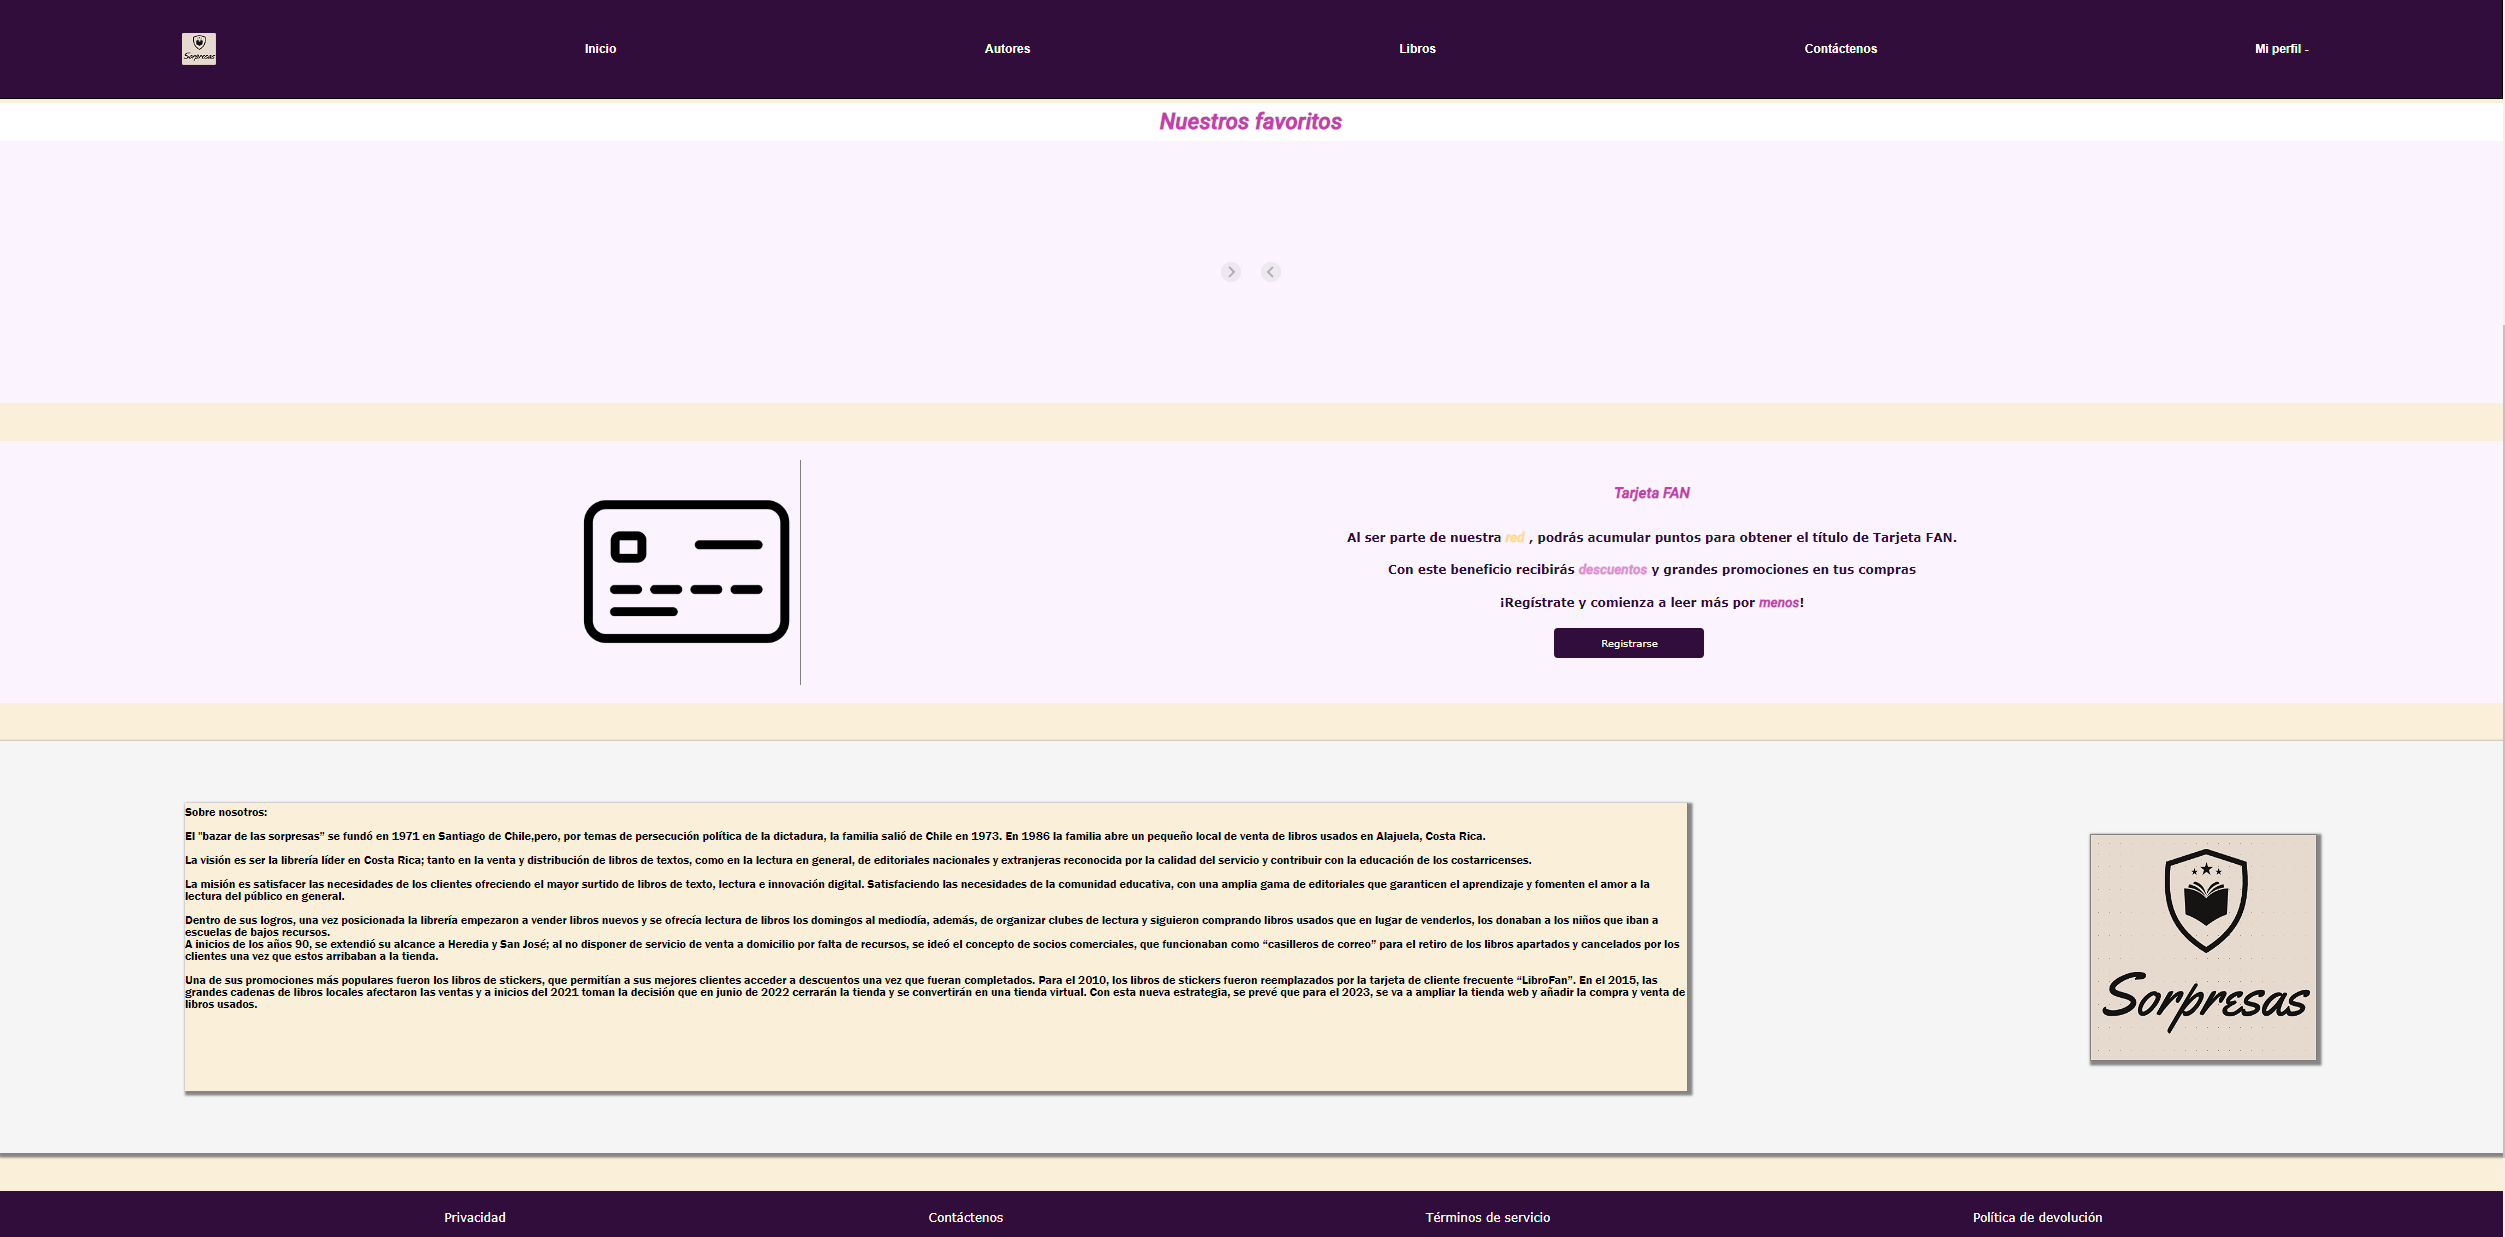 Sorpresas
Inicio
Autores
Libros
Contáctenos
Mi perfil -
Nuestros favoritos
Tarjeta FAN
Al ser parte de nuestra red , podrás acumular puntos para obtener el título de Tarjeta FAN.
Con este beneficio recibirás descuentos y grandes promociones en tus compras
¡Regístrate y comienza a leer más por menos!
Registrarse
Sobre nosotros:
El "bazar de las sorpresas" se fundó en 1971 en Santiago de Chile,pero, por temas de persecución política de la dictadura, la familia salió de Chile en 1973. En 1986 la familia abre un pequeño local de venta de libros usados en Alajuela, Costa Rica.
La visión es ser la librería líder en Costa Rica; tanto en la venta y distribución de libros de textos, como en la lectura en general, de editoriales nacionales y extranjeras reconocida por la calidad del servicio y contribuir con la educación de los costarricenses.
La misión es satisfacer las necesidades de los clientes ofreciendo el mayor surtido de libros de texto, lectura e innovación digital. Satisfaciendo las necesidades de la comunidad educativa, con una amplia gama de editoriales que garanticen el aprendizaje y fomenten el amor a la
lectura del público en general.
Dentro de sus logros, una vez posicionada la librería empezaron a vender libros nuevos y se ofrecía lectura de libros los domingos al mediodía, además, de organizar clubes de lectura y siguieron comprando libros usados que en lugar de venderlos, los donaban a los niños que iban a
escuelas de bajos recursos.
A inicios de los años 90, se extendió su alcance a Heredia y San José; al no disponer de servicio de venta a domicilio por falta de recursos, se ideó el concepto de socios comerciales, que funcionaban como “casilleros de correo” para el retiro de los libros apartados y cancelados por los
clientes una vez que estos arribaban a la tienda.
Una de sus promociones más populares fueron los libros de stickers, que permitían a sus mejores clientes acceder a descuentos una vez que fueran completados. Para el 2010, los libros de stickers fueron reemplazados por la tarjeta de cliente frecuente “LibroFan”. En el 2015, las
grandes cadenas de libros locales afectaron las ventas y a inicios del 2021 toman la decisión que en junio de 2022 cerrarán la tienda y se convertirán en una tienda virtual. Con esta nueva estrategia, se prevé que para el 2023, se va a ampliar la tienda web y añadir la compra y venta de
libros usados.
Sorpresas
Privacidad
Contáctenos
Términos de servicio
Política de devolución